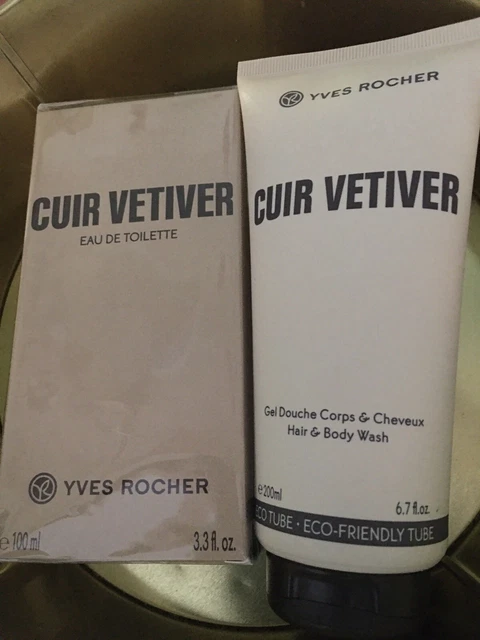 CUIR VETIVER
EAU DE TOILETTE
YVES ROCHER
e 100 ml
3.3 fl. oz.
YVES ROCHER
CUIR VETIVER
Gel Douche Corps & Cheveux
Hair & Body Wash
e 200ml
6.7 fl.oz.
ECO TUBE · ECO-FRIENDLY TUBE